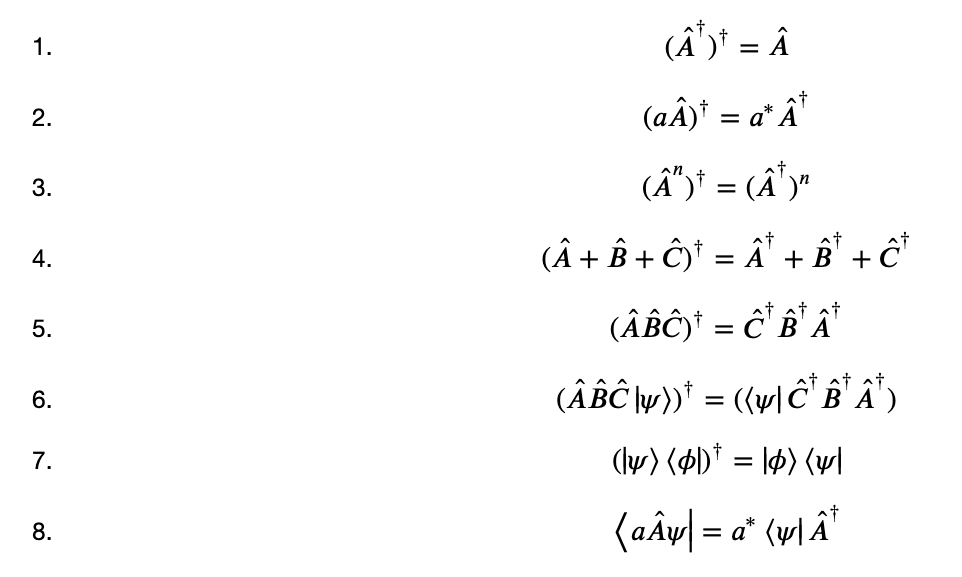 1. (Â†)† = Â
2. (aÂ)† = a* Â†
3. (Âⁿ)† = (Â†)ⁿ
4. (Â + B̂ + Ĉ)† = Â† + B̂† + Ĉ†
5. (ÂB̂Ĉ)† = Ĉ†B̂†Â†
6. (ÂB̂Ĉ|ψ⟩)† = (⟨ψ|Ĉ†B̂†Â†)
7. (|ψ⟩⟨ϕ|)† = |ϕ⟩⟨ψ|
8. ⟨aÂψ| = a*⟨ψ|Â†